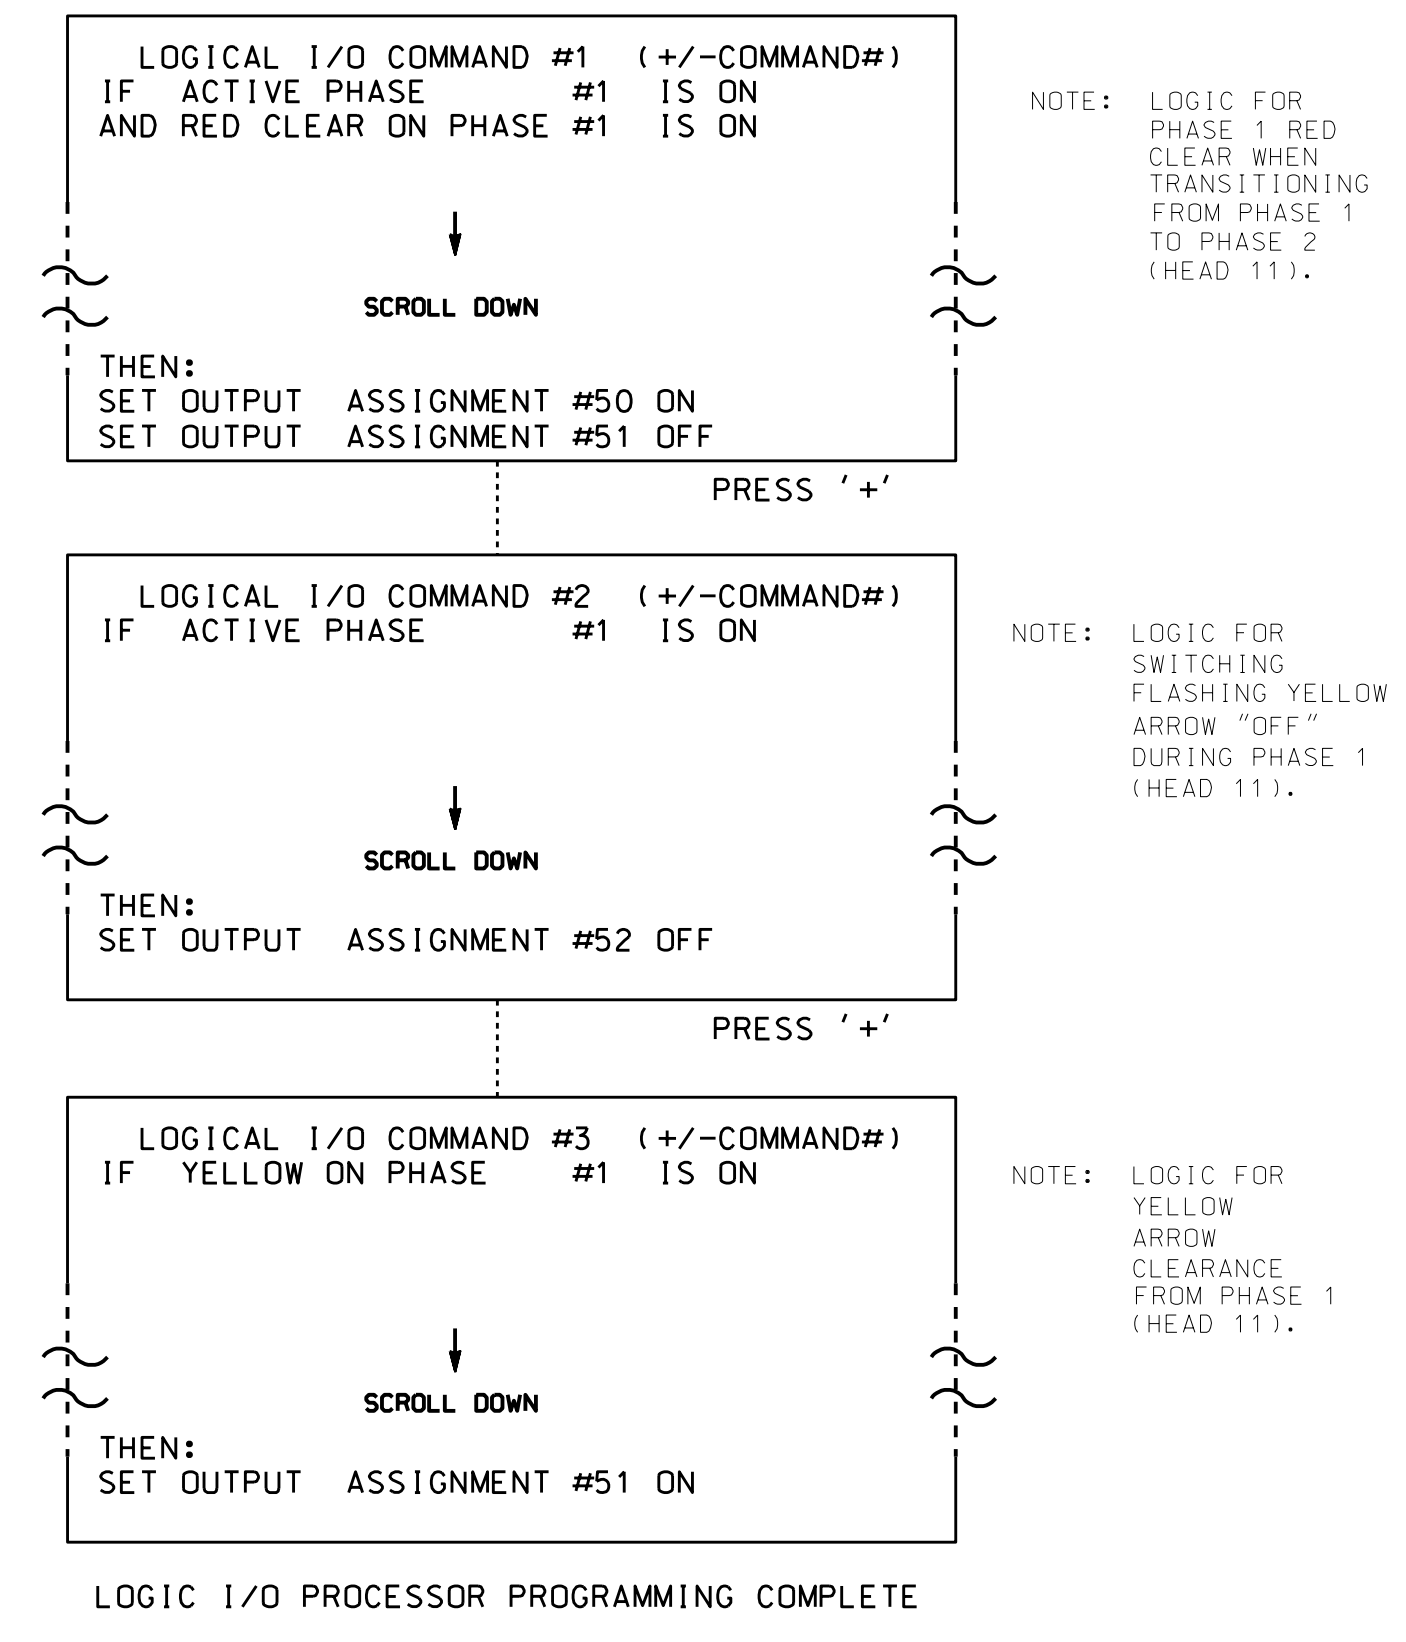 LOGICAL I/O COMMAND #1 (+/-COMMAND#)
IF ACTIVE PHASE #1 IS ON
AND RED CLEAR ON PHASE #1 IS ON
SCROLL DOWN
THEN:
SET OUTPUT ASSIGNMENT #50 ON
SET OUTPUT ASSIGNMENT #51 OFF
NOTE: LOGIC FOR
PHASE 1 RED
CLEAR WHEN
TRANSITIONING
FROM PHASE 1
TO PHASE 2
(HEAD 11).
PRESS '+'
LOGICAL I/O COMMAND #2 (+/-COMMAND#)
IF ACTIVE PHASE #1 IS ON
SCROLL DOWN
THEN:
SET OUTPUT ASSIGNMENT #52 OFF
NOTE: LOGIC FOR
SWITCHING
FLASHING YELLOW
ARROW "OFF"
DURING PHASE 1
(HEAD 11).
PRESS '+'
LOGICAL I/O COMMAND #3 (+/-COMMAND#)
IF YELLOW ON PHASE #1 IS ON
SCROLL DOWN
THEN:
SET OUTPUT ASSIGNMENT #51 ON
NOTE: LOGIC FOR
YELLOW
ARROW
CLEARANCE
FROM PHASE 1
(HEAD 11).
LOGIC I/O PROCESSOR PROGRAMMING COMPLETE